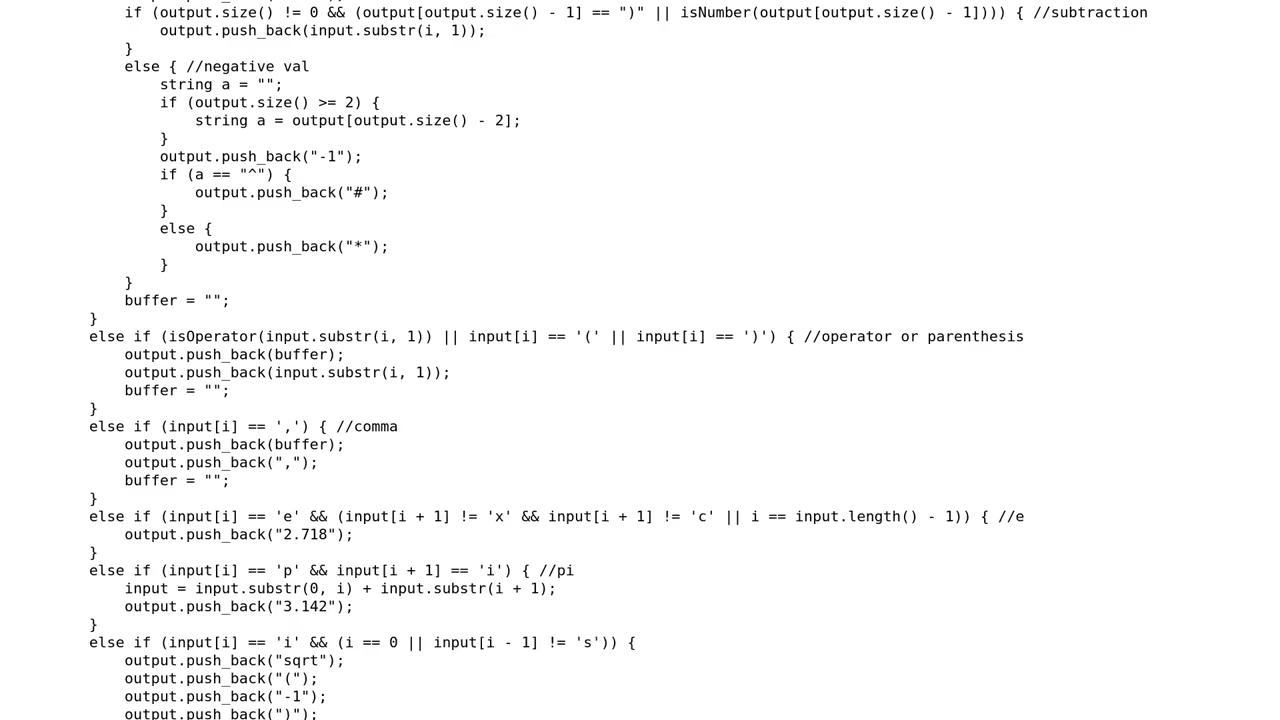 if (output.size() != 0 && (output[output.size() - 1] == ")" || isNumber(output[output.size() - 1]))) { //subtraction
output.push_back(input.substr(i, 1));
}
else { //negative val
string a = "";
if (output.size() >= 2) {
string a = output[output.size() - 2];
}
output.push_back("-1");
if (a == "^") {
output.push_back("#");
}
else {
output.push_back("*");
}
}
buffer = "";
}
else if (isOperator(input.substr(i, 1)) || input[i] == '(' || input[i] == ')') { //operator or parenthesis
output.push_back(buffer);
output.push_back(input.substr(i, 1));
buffer = "";
}
else if (input[i] == ',') { //comma
output.push_back(buffer);
output.push_back(",");
buffer = "";
}
else if (input[i] == 'e' && (input[i + 1] != 'x' && input[i + 1] != 'c' || i == input.length() - 1)) { //e
output.push_back("2.718");
}
else if (input[i] == 'p' && input[i + 1] == 'i') { //pi
input = input.substr(0, i) + input.substr(i + 1);
output.push_back("3.142");
}
else if (input[i] == 'i' && (i == 0 || input[i - 1] != 's')) {
output.push_back("sqrt");
output.push_back("(");
output.push_back("-1");
output.push_back(")");